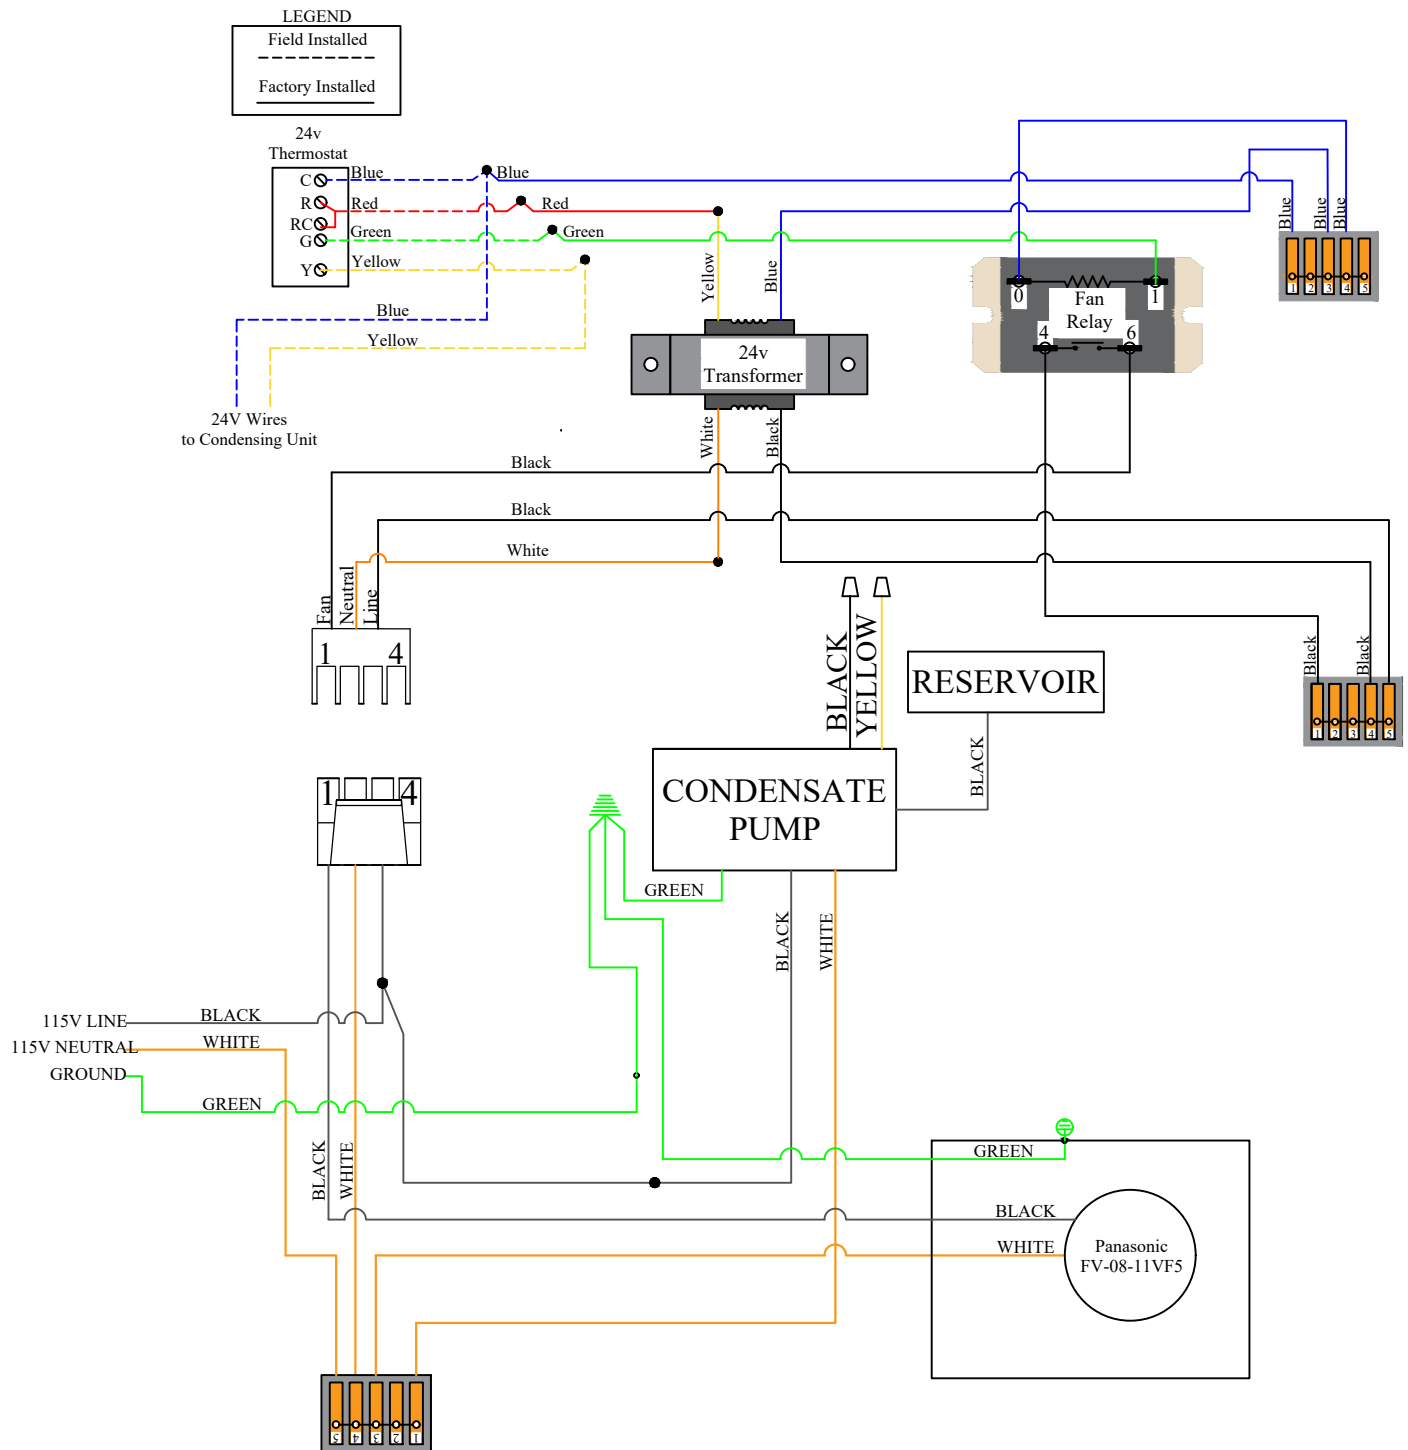 LEGEND
Field Installed
Factory Installed
24v
Thermostat
C
Blue
Blue
R
Red
Red
RC
G
Green
Green
Y
Yellow
Blue
Yellow
24V Wires
to Condensing Unit
Yellow
Blue
24v
Transformer
White
Black
0
1
Fan
Relay
4
6
Blue
Blue
Blue
1 2 3 4 5
Black
Black
White
Fan
Neutral
Line
1 4
BLACK
YELLOW
RESERVOIR
BLACK
Black
Black
1 2 3 4 5
1 4
CONDENSATE
PUMP
GREEN
BLACK
WHITE
115V LINE
BLACK
115V NEUTRAL
WHITE
GROUND
GREEN
BLACK
WHITE
GREEN
BLACK
WHITE
Panasonic
FV-08-11VF5
5 4 3 2 1